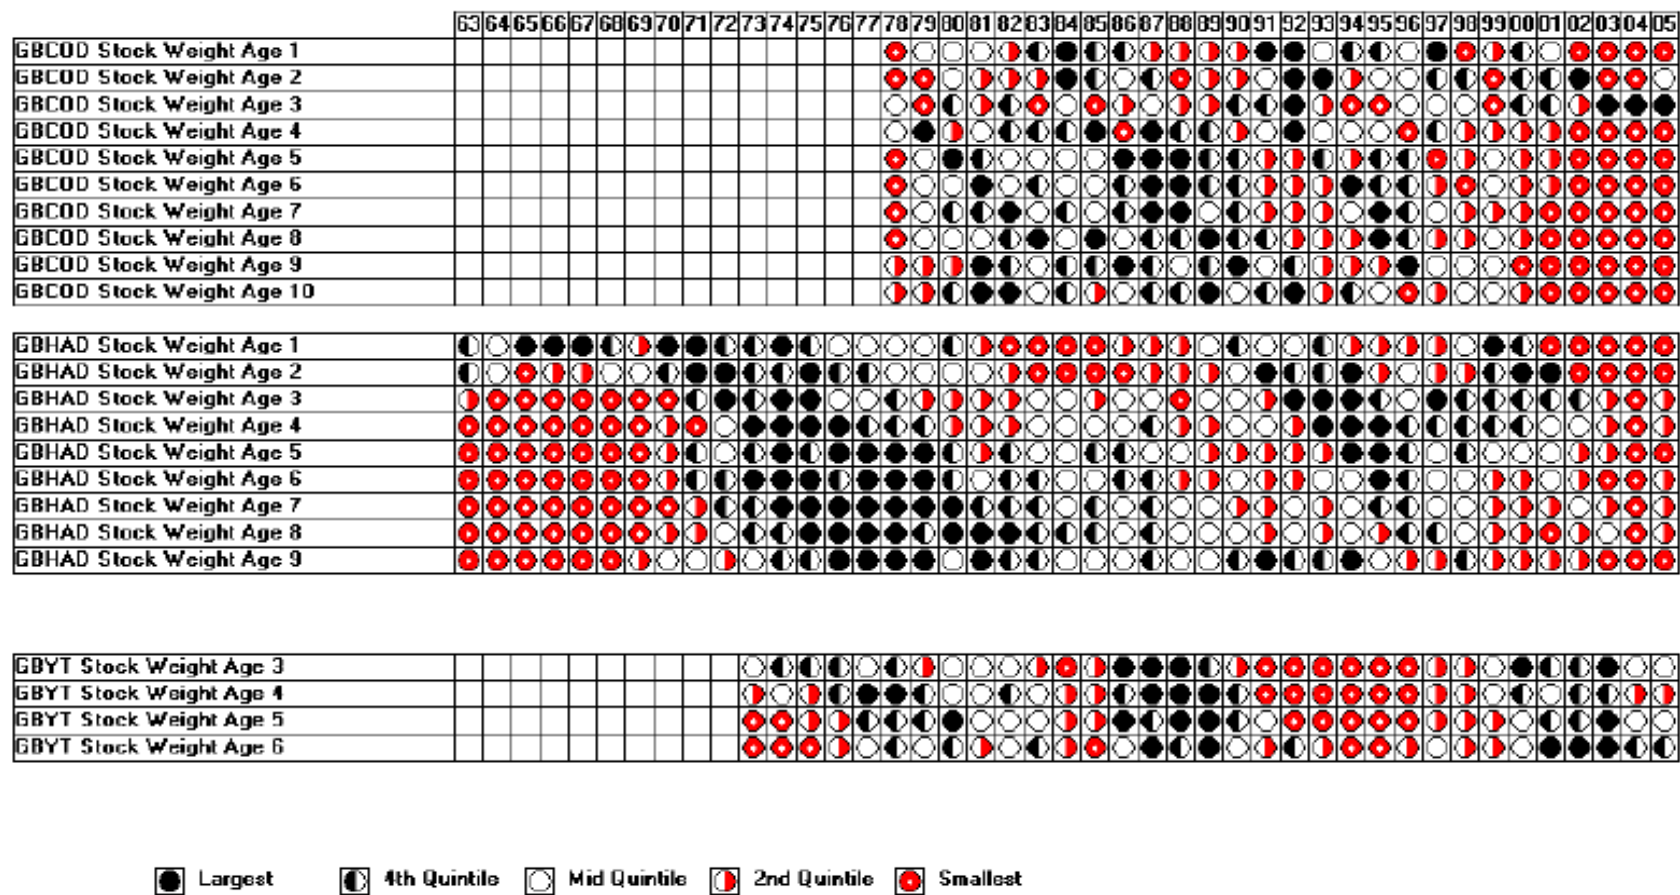 63 64 65 66 67 68 69 70 71 72 73 74 75 76 77 78 79 80 81 82 83 84 85 86 87 88 89 90 91 92 93 94 95 96 97 98 99 00 01 02 03 04 05
GBCOD Stock Weight Age 1
GBCOD Stock Weight Age 2
GBCOD Stock Weight Age 3
GBCOD Stock Weight Age 4
GBCOD Stock Weight Age 5
GBCOD Stock Weight Age 6
GBCOD Stock Weight Age 7
GBCOD Stock Weight Age 8
GBCOD Stock Weight Age 9
GBCOD Stock Weight Age 10
GBHAD Stock Weight Age 1
GBHAD Stock Weight Age 2
GBHAD Stock Weight Age 3
GBHAD Stock Weight Age 4
GBHAD Stock Weight Age 5
GBHAD Stock Weight Age 6
GBHAD Stock Weight Age 7
GBHAD Stock Weight Age 8
GBHAD Stock Weight Age 9
GBYT Stock Weight Age 3
GBYT Stock Weight Age 4
GBYT Stock Weight Age 5
GBYT Stock Weight Age 6
Largest 4th Quintile Mid Quintile 2nd Quintile Smallest